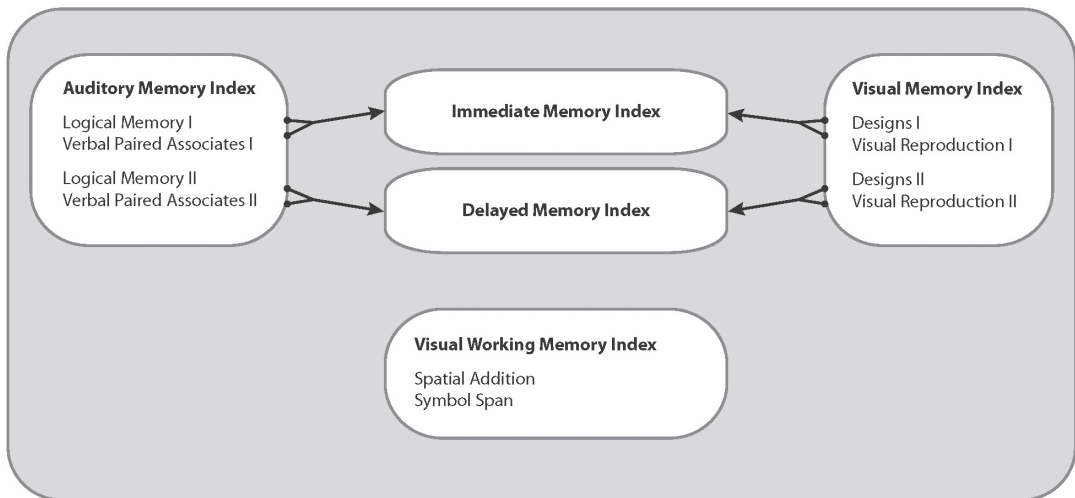 Auditory Memory Index
Logical Memory I
Verbal Paired Associates I
Logical Memory II
Verbal Paired Associates II
Immediate Memory Index
Delayed Memory Index
Visual Memory Index
Designs I
Visual Reproduction I
Designs II
Visual Reproduction II
Visual Working Memory Index
Spatial Addition
Symbol Span